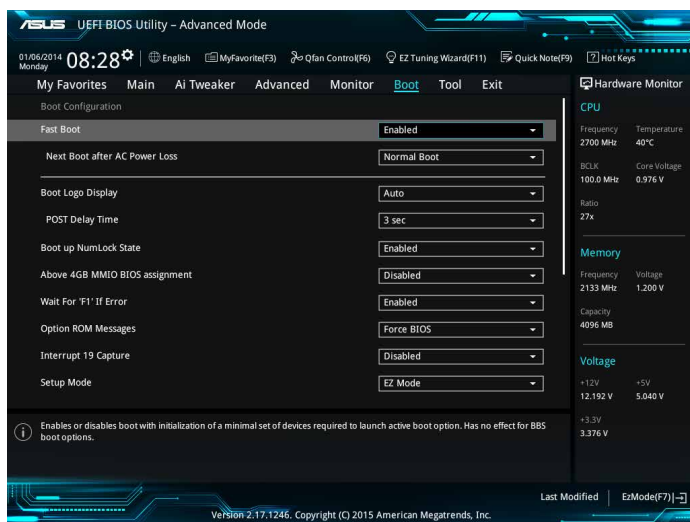 ASUS UEFI BIOS Utility – Advanced Mode
01/06/2014 Monday 08:28 English MyFavorite(F3) Qfan Control(F6) EZ Tuning Wizard(F11) Quick Note(F9) ? Hot Keys
My Favorites Main Ai Tweaker Advanced Monitor Boot Tool Exit
Boot Configuration
Fast Boot Enabled
Next Boot after AC Power Loss Normal Boot
Boot Logo Display Auto
POST Delay Time 3 sec
Boot up NumLock State Enabled
Above 4GB MMIO BIOS assignment Disabled
Wait For 'F1' If Error Enabled
Option ROM Messages Force BIOS
Interrupt 19 Capture Disabled
Setup Mode EZ Mode
Enables or disables boot with initialization of a minimal set of devices required to launch active boot option. Has no effect for BBS
boot options.
Hardware Monitor
CPU
Frequency Temperature
2700 MHz 40°C
BCLK Core Voltage
100.0 MHz 0.976 V
Ratio
27x
Memory
Frequency Voltage
2133 MHz 1.200 V
Capacity
4096 MB
Voltage
+12V +5V
12.192 V 5.040 V
+3.3V
3.376 V
Last Modified EzMode(F7)
Version 2.17.1246. Copyright (C) 2015 American Megatrends, Inc.